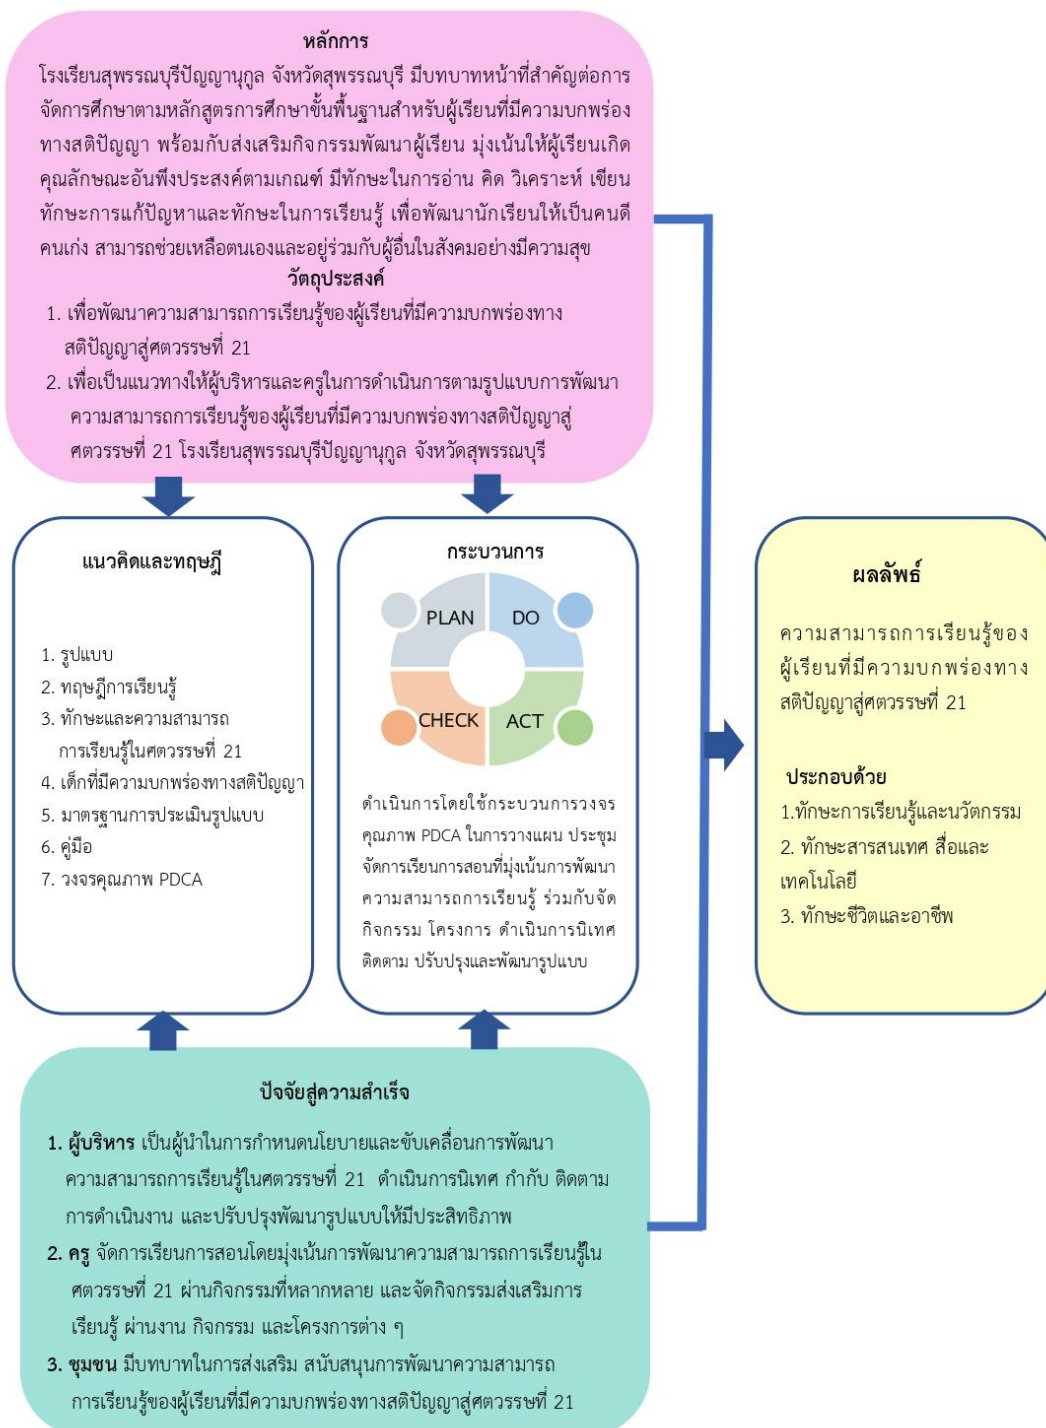 หลักการ
โรงเรียนสุพรรณบุรีปัญญานุกูล จังหวัดสุพรรณบุรี มีบทบาทหน้าที่สำคัญต่อการ
จัดการศึกษาตามหลักสูตรการศึกษาขั้นพื้นฐานสำหรับผู้เรียนที่มีความบกพร่อง
ทางสติปัญญา พร้อมกับส่งเสริมกิจกรรมพัฒนาผู้เรียน มุ่งเน้นให้ผู้เรียนเกิด
คุณลักษณะอันพึงประสงค์ตามเกณฑ์ มีทักษะในการอ่าน คิด วิเคราะห์ เขียน
ทักษะการแก้ปัญหาและทักษะในการเรียนรู้ เพื่อพัฒนานักเรียนให้เป็นคนดี
คนเก่ง สามารถช่วยเหลือตนเองและอยู่ร่วมกับผู้อื่นในสังคมอย่างมีความสุข
วัตถุประสงค์
1. เพื่อพัฒนาความสามารถการเรียนรู้ของผู้เรียนที่มีความบกพร่องทาง
สติปัญญาสู่ศตวรรษที่ 21
2. เพื่อเป็นแนวทางให้ผู้บริหารและครูในการดำเนินการตามรูปแบบการพัฒนา
ความสามารถการเรียนรู้ของผู้เรียนที่มีความบกพร่องทางสติปัญญาสู่
ศตวรรษที่ 21 โรงเรียนสุพรรณบุรีปัญญานุกูล จังหวัดสุพรรณบุรี
แนวคิดและทฤษฎี
1. รูปแบบ
2. ทฤษฎีการเรียนรู้
3. ทักษะและความสามารถ
การเรียนรู้ในศตวรรษที่ 21
4. เด็กที่มีความบกพร่องทางสติปัญญา
5. มาตรฐานการประเมินรูปแบบ
6. คู่มือ
7. วงจรคุณภาพ PDCA
กระบวนการ
PLAN DO
CHECK ACT
ดำเนินการโดยใช้กระบวนการวงจร
คุณภาพ PDCA ในการวางแผน ประชุม
จัดการเรียนการสอนที่มุ่งเน้นการพัฒนา
ความสามารถการเรียนรู้ ร่วมกับจัด
กิจกรรม โครงการ ดำเนินการนิเทศ
ติดตาม ปรับปรุงและพัฒนารูปแบบ
ผลลัพธ์
ความสามารถการเรียนรู้ของ
ผู้เรียนที่มีความบกพร่องทาง
สติปัญญาสู่ศตวรรษที่ 21
ประกอบด้วย
1.ทักษะการเรียนรู้และนวัตกรรม
2. ทักษะสารสนเทศ สื่อและ
เทคโนโลยี
3. ทักษะชีวิตและอาชีพ
ปัจจัยสู่ความสำเร็จ
1. ผู้บริหาร เป็นผู้นำในการกำหนดนโยบายและขับเคลื่อนการพัฒนา
ความสามารถการเรียนรู้ในศตวรรษที่ 21 ดำเนินการนิเทศ กำกับ ติดตาม
การดำเนินงาน และปรับปรุงพัฒนารูปแบบให้มีประสิทธิภาพ
2. ครู จัดการเรียนการสอนโดยมุ่งเน้นการพัฒนาความสามารถการเรียนรู้ใน
ศตวรรษที่ 21 ผ่านกิจกรรมที่หลากหลาย และจัดกิจกรรมส่งเสริมการ
เรียนรู้ ผ่านงาน กิจกรรม และโครงการต่าง ๆ
3. ชุมชน มีบทบาทในการส่งเสริม สนับสนุนการพัฒนาความสามารถ
การเรียนรู้ของผู้เรียนที่มีความบกพร่องทางสติปัญญาสู่ศตวรรษที่ 21